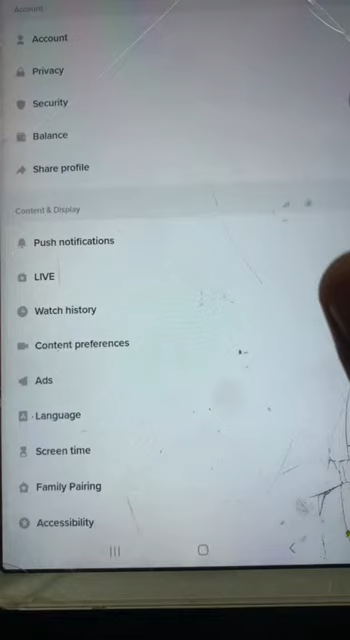 Account
Account
Privacy
Security
Balance
Share profile
Content & Display
Push notifications
LIVE
Watch history
Content preferences
Ads
Language
Screen time
Family Pairing
Accessibility